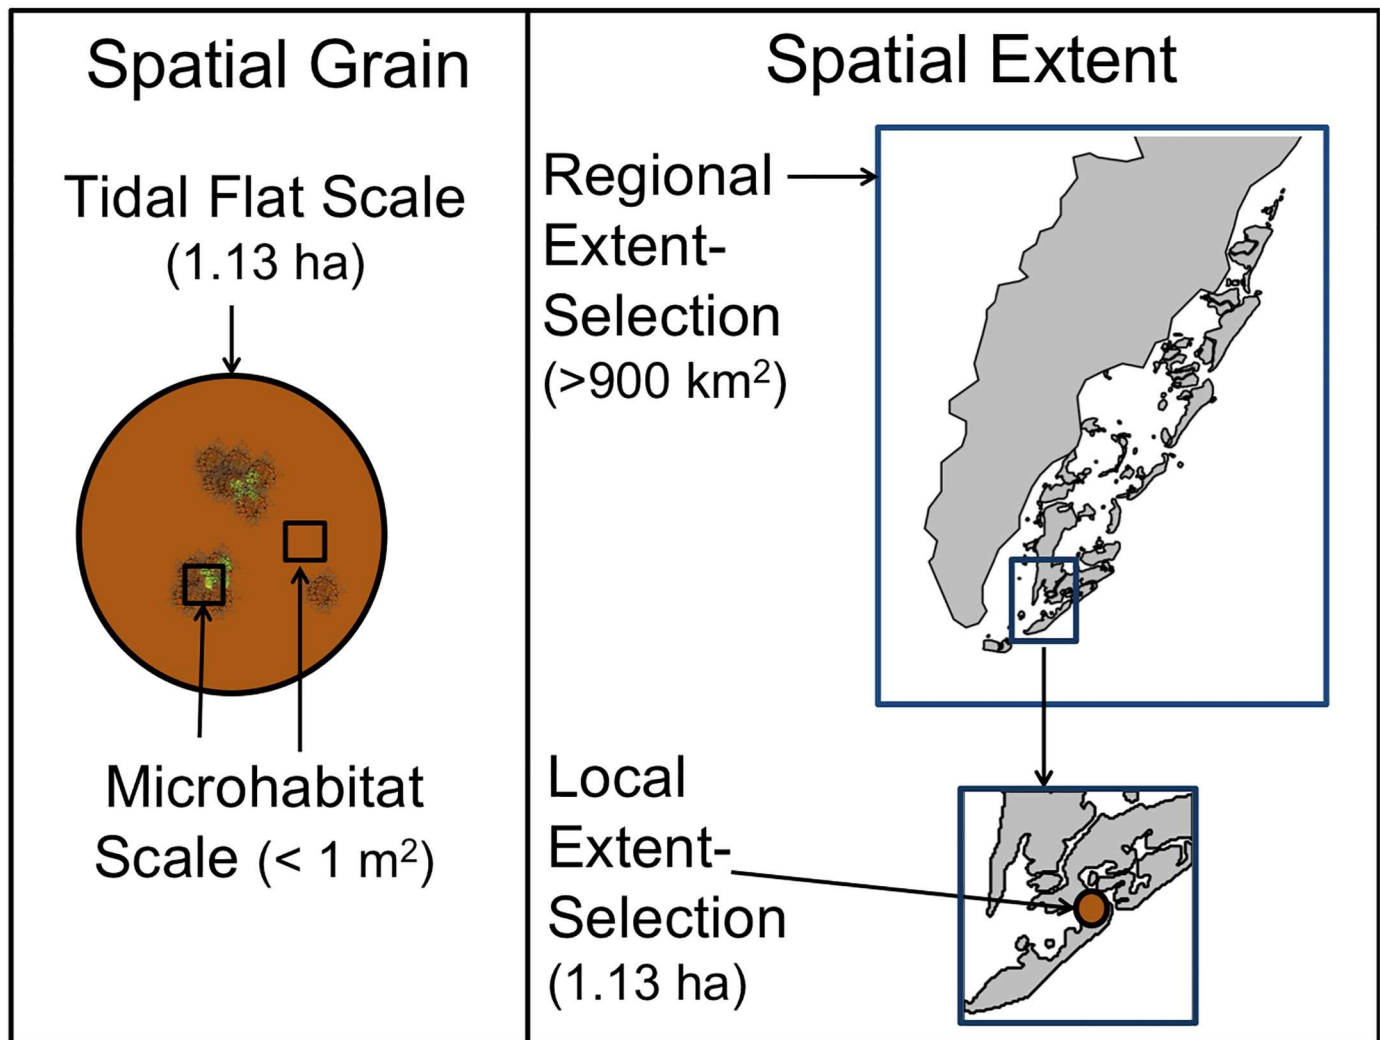 Spatial Grain
Tidal Flat Scale
(1.13 ha)
Microhabitat
Scale (< 1 m²)
Spatial Extent
Regional
Extent-
Selection
(>900 km²)
Local
Extent-
Selection
(1.13 ha)